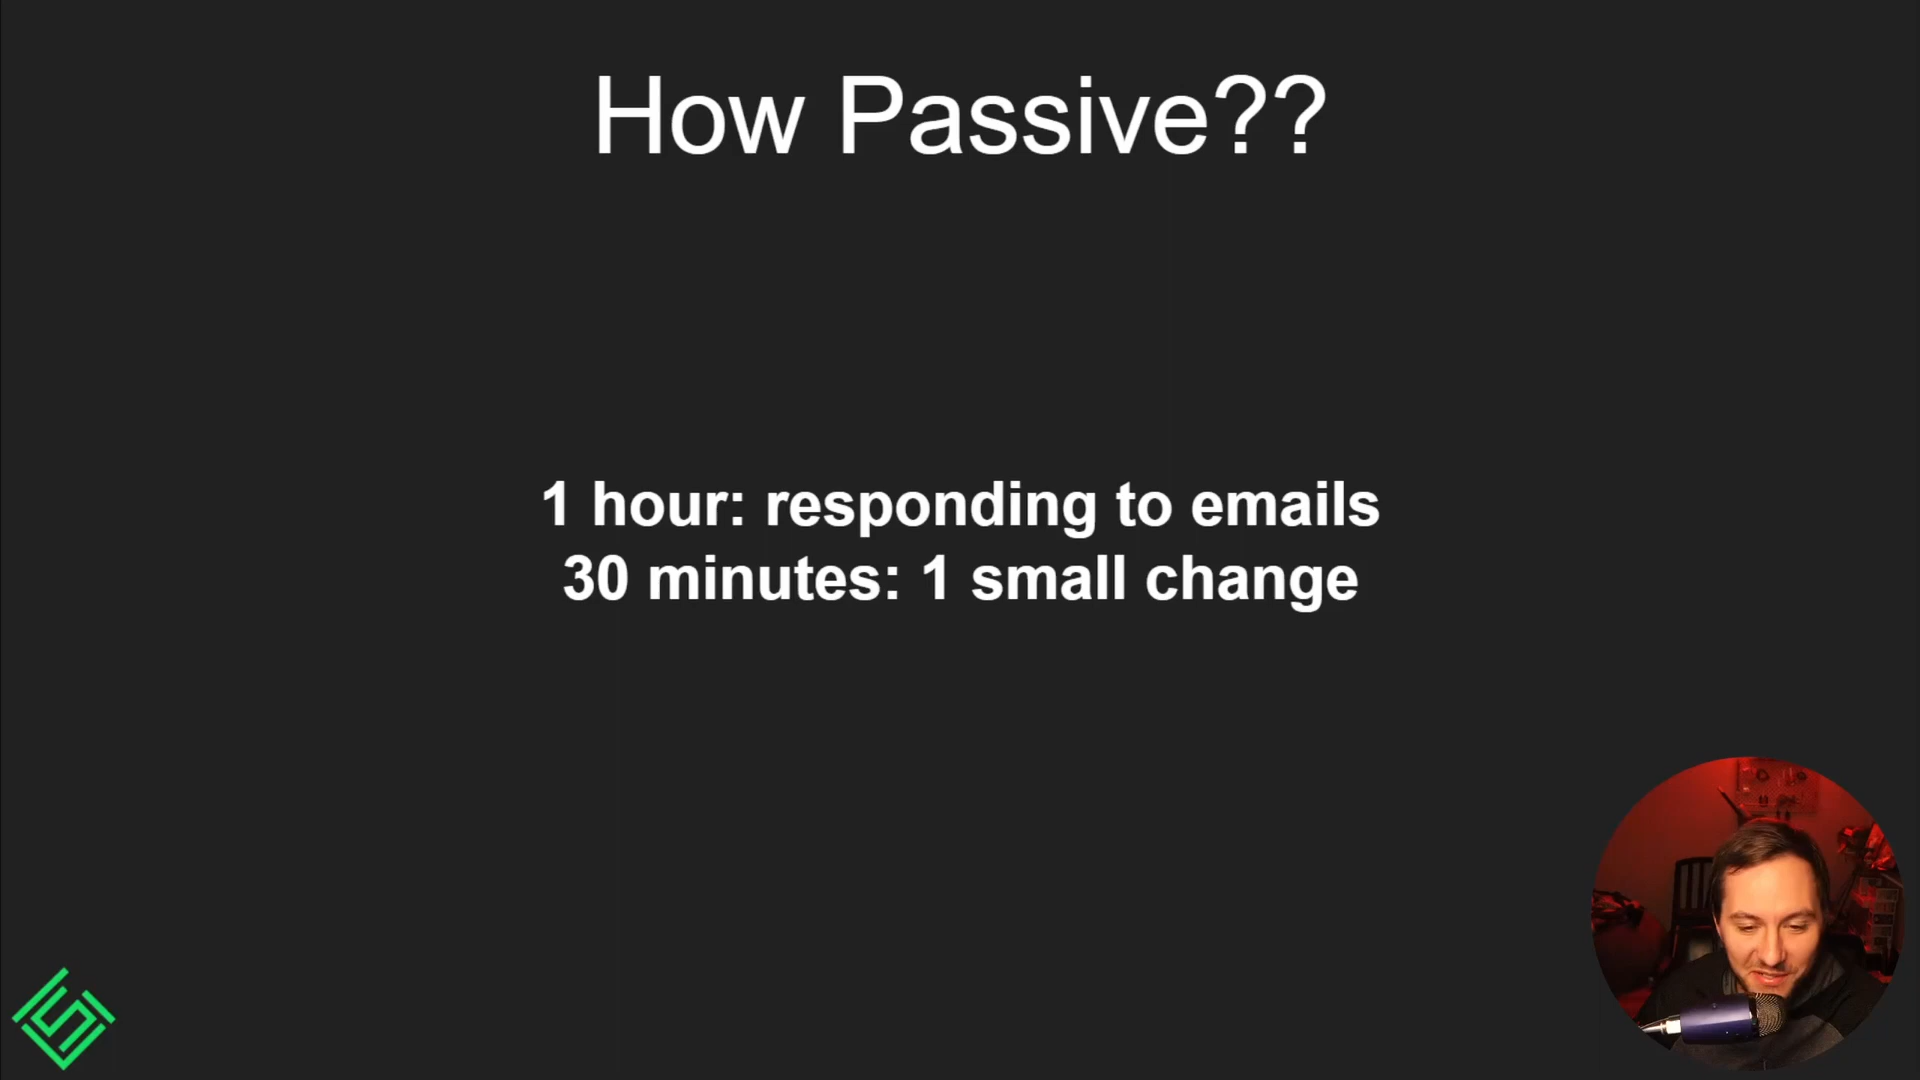 How Passive??
1 hour: responding to emails
30 minutes: 1 small change